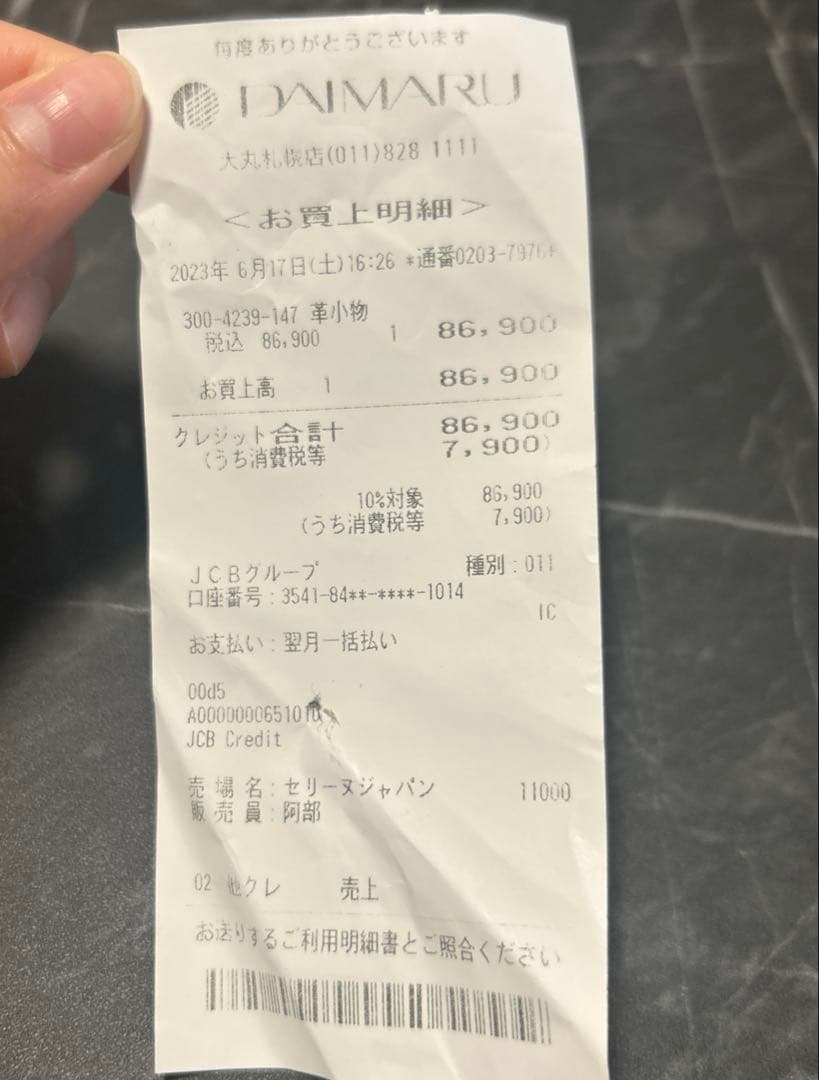 毎度ありがとうございます
DAIMARU
大丸札幌店(011)828 1111
<お買上明細>
2023年 6月17日(土)16:26 *通番0203-7976*
300-4239-147 革小物
税込 86,900 1 86,900
お買上高 1 86,900
クレジット合計 86,900
(うち消費税等 7,900)
10%対象 86,900
(うち消費税等 7,900)
JCBグループ 種別:011
口座番号:3541-84**-****-1014
IC
お支払い:翌月一括払い
00d5
A0000000651010
JCB Credit
売 場 名:セリーヌジャパン 11000
販 売 員:阿部
02 他クレ 売上
お送りするご利用明細書とご照合ください